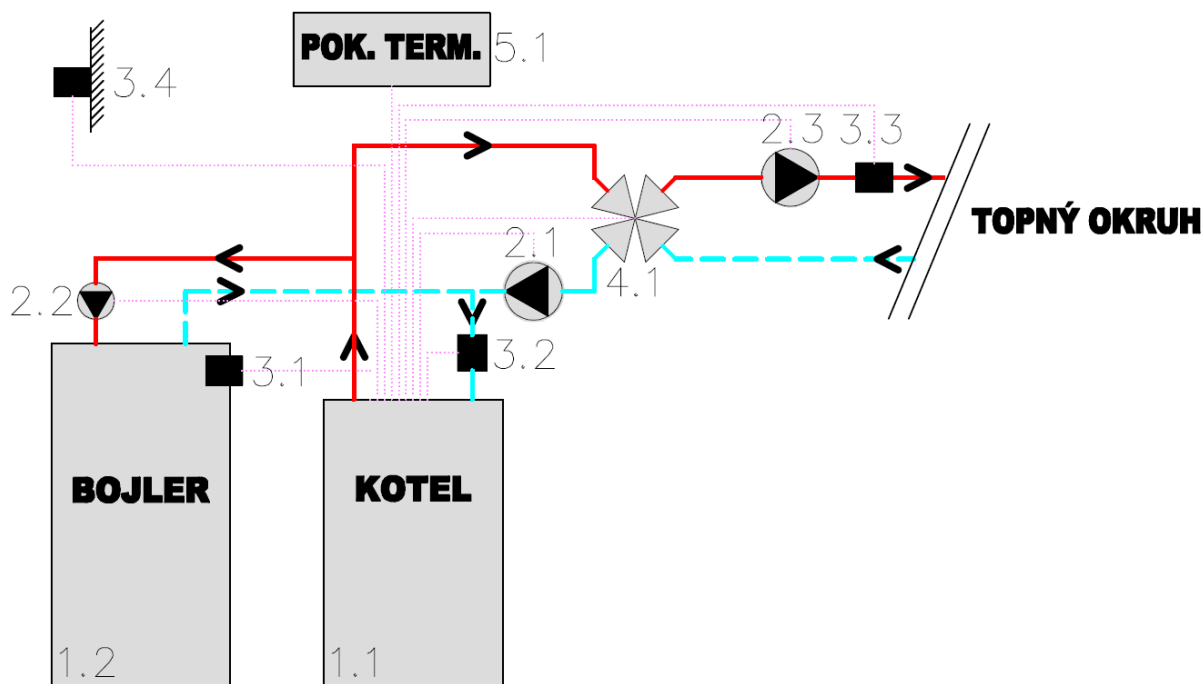 POK. TERM.
5.1
3.4
2.3
3.3
TOPNÝ OKRUH
2.1
4.1
2.2
3.1
3.2
BOJLER
KOTEL
1.2
1.1